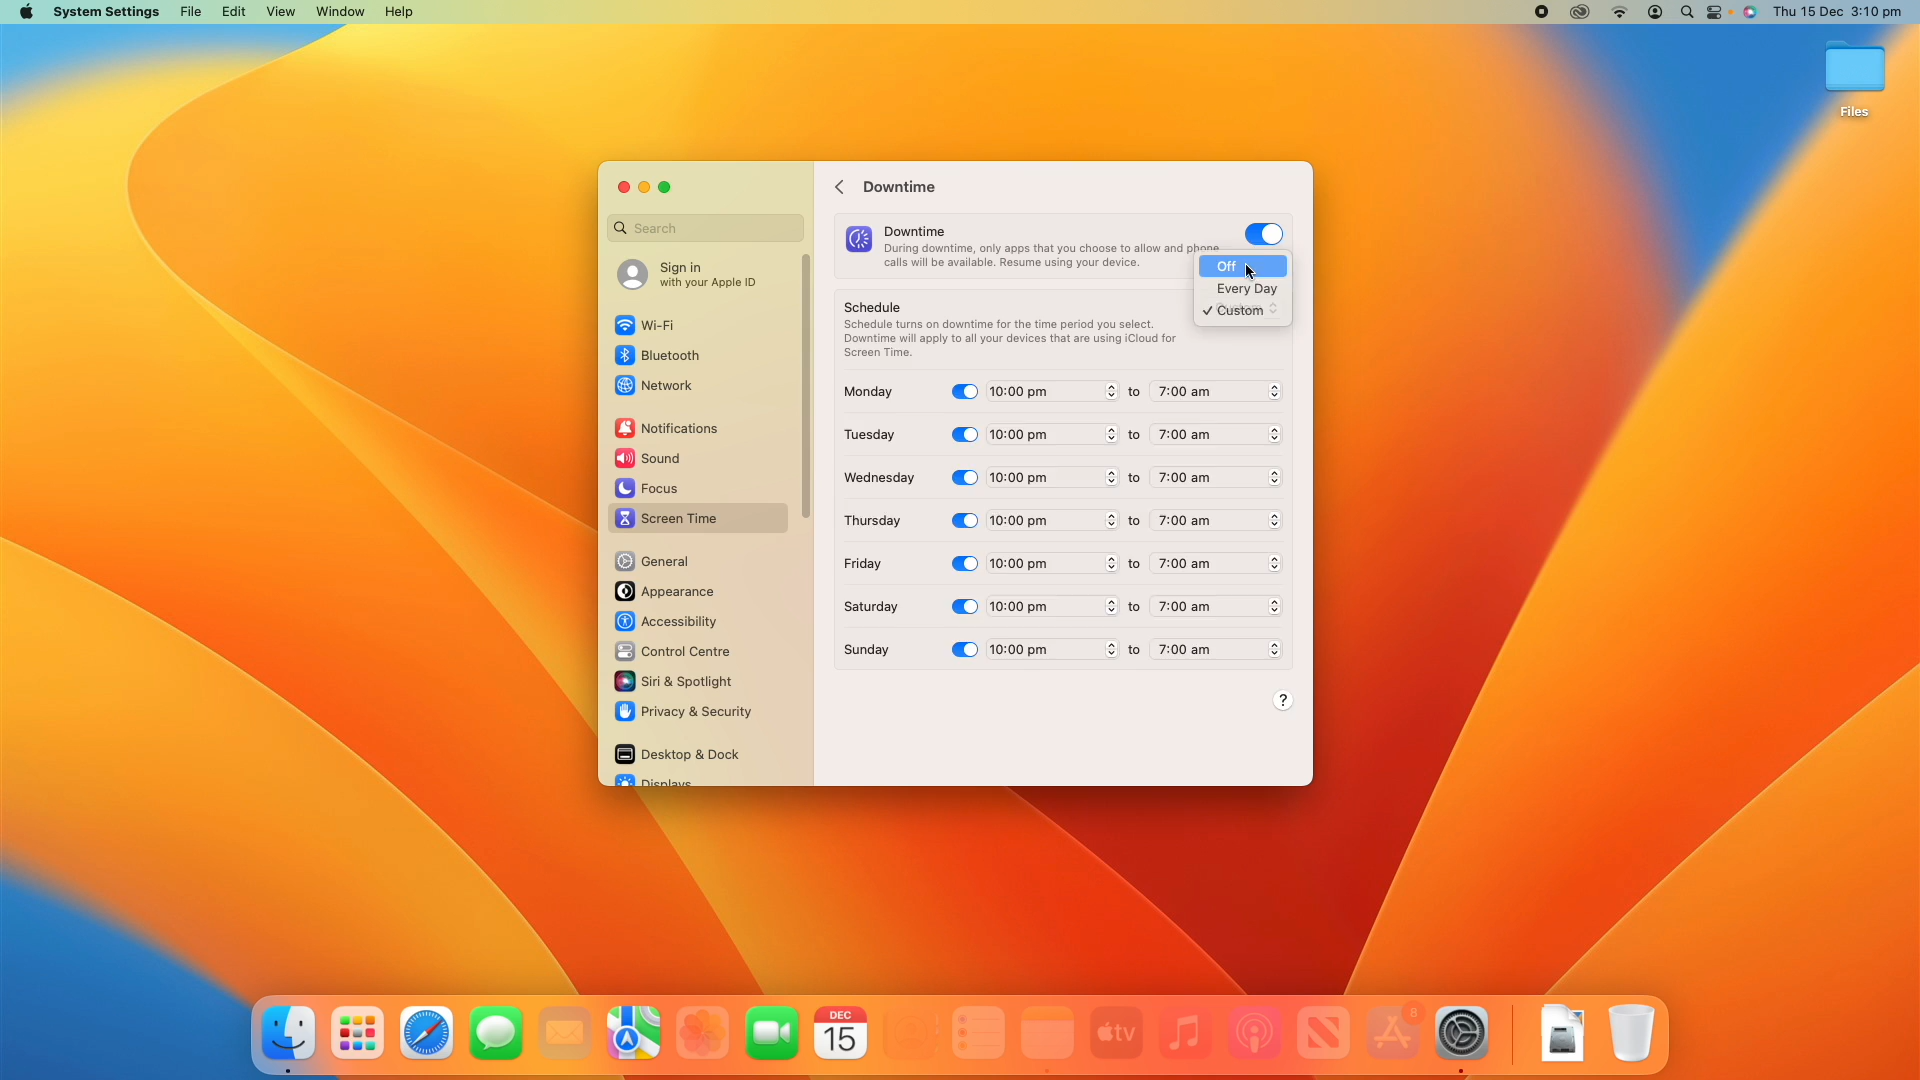 System Settings File Edit View Window Help Thu 15 Dec 3:10 pm
Files
Downtime
Search
Downtime
During downtime, only apps that you choose to allow and phone
calls will be available. Resume using your device.
Off
Every Day
✓ Custom
Sign in
with your Apple ID
Schedule
Schedule turns on downtime for the time period you select.
Downtime will apply to all your devices that are using iCloud for
Screen Time.
Wi-Fi
Bluetooth
Network
Notifications
Sound
Focus
Screen Time
General
Appearance
Accessibility
Control Centre
Siri & Spotlight
Privacy & Security
Desktop & Dock
Displays
Monday 10:00 pm to 7:00 am
Tuesday 10:00 pm to 7:00 am
Wednesday 10:00 pm to 7:00 am
Thursday 10:00 pm to 7:00 am
Friday 10:00 pm to 7:00 am
Saturday 10:00 pm to 7:00 am
Sunday 10:00 pm to 7:00 am
?
DEC
15
tv
8